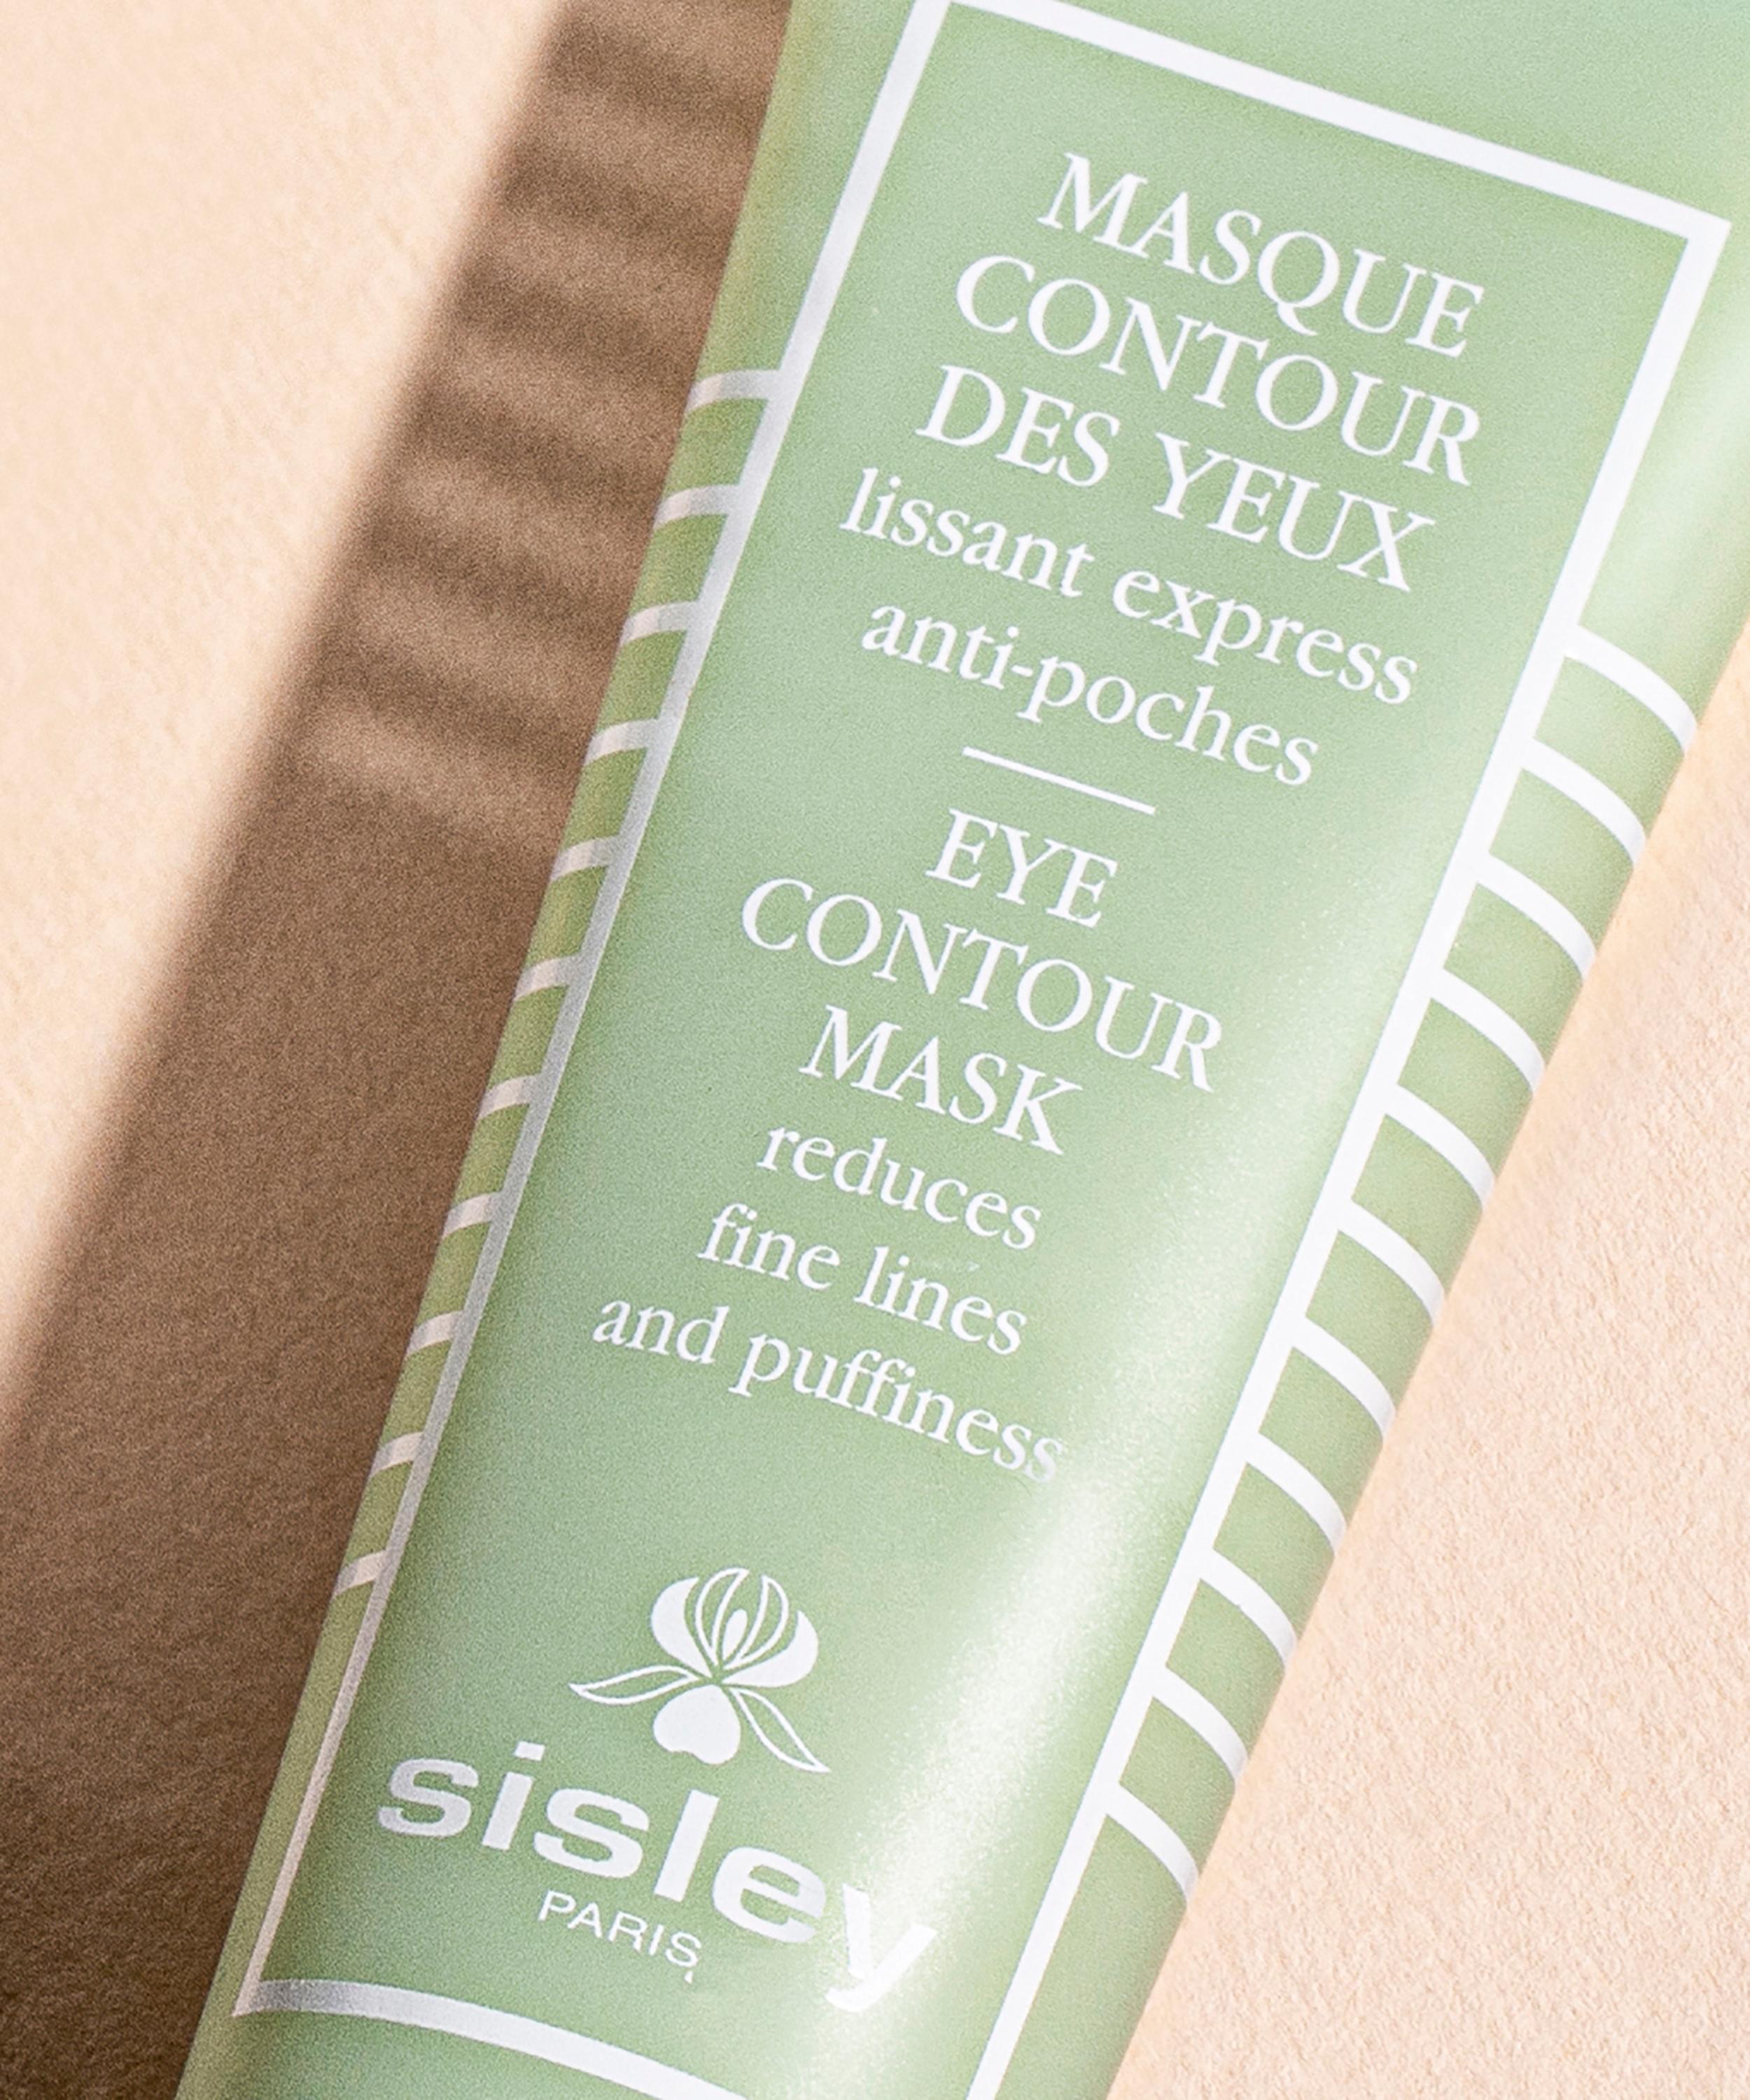 MASQUE
CONTOUR
DES YEUX
lissant express
anti-poches
EYE
CONTOUR
MASK
reduces
fine lines
and puffiness
sisley
PARIS